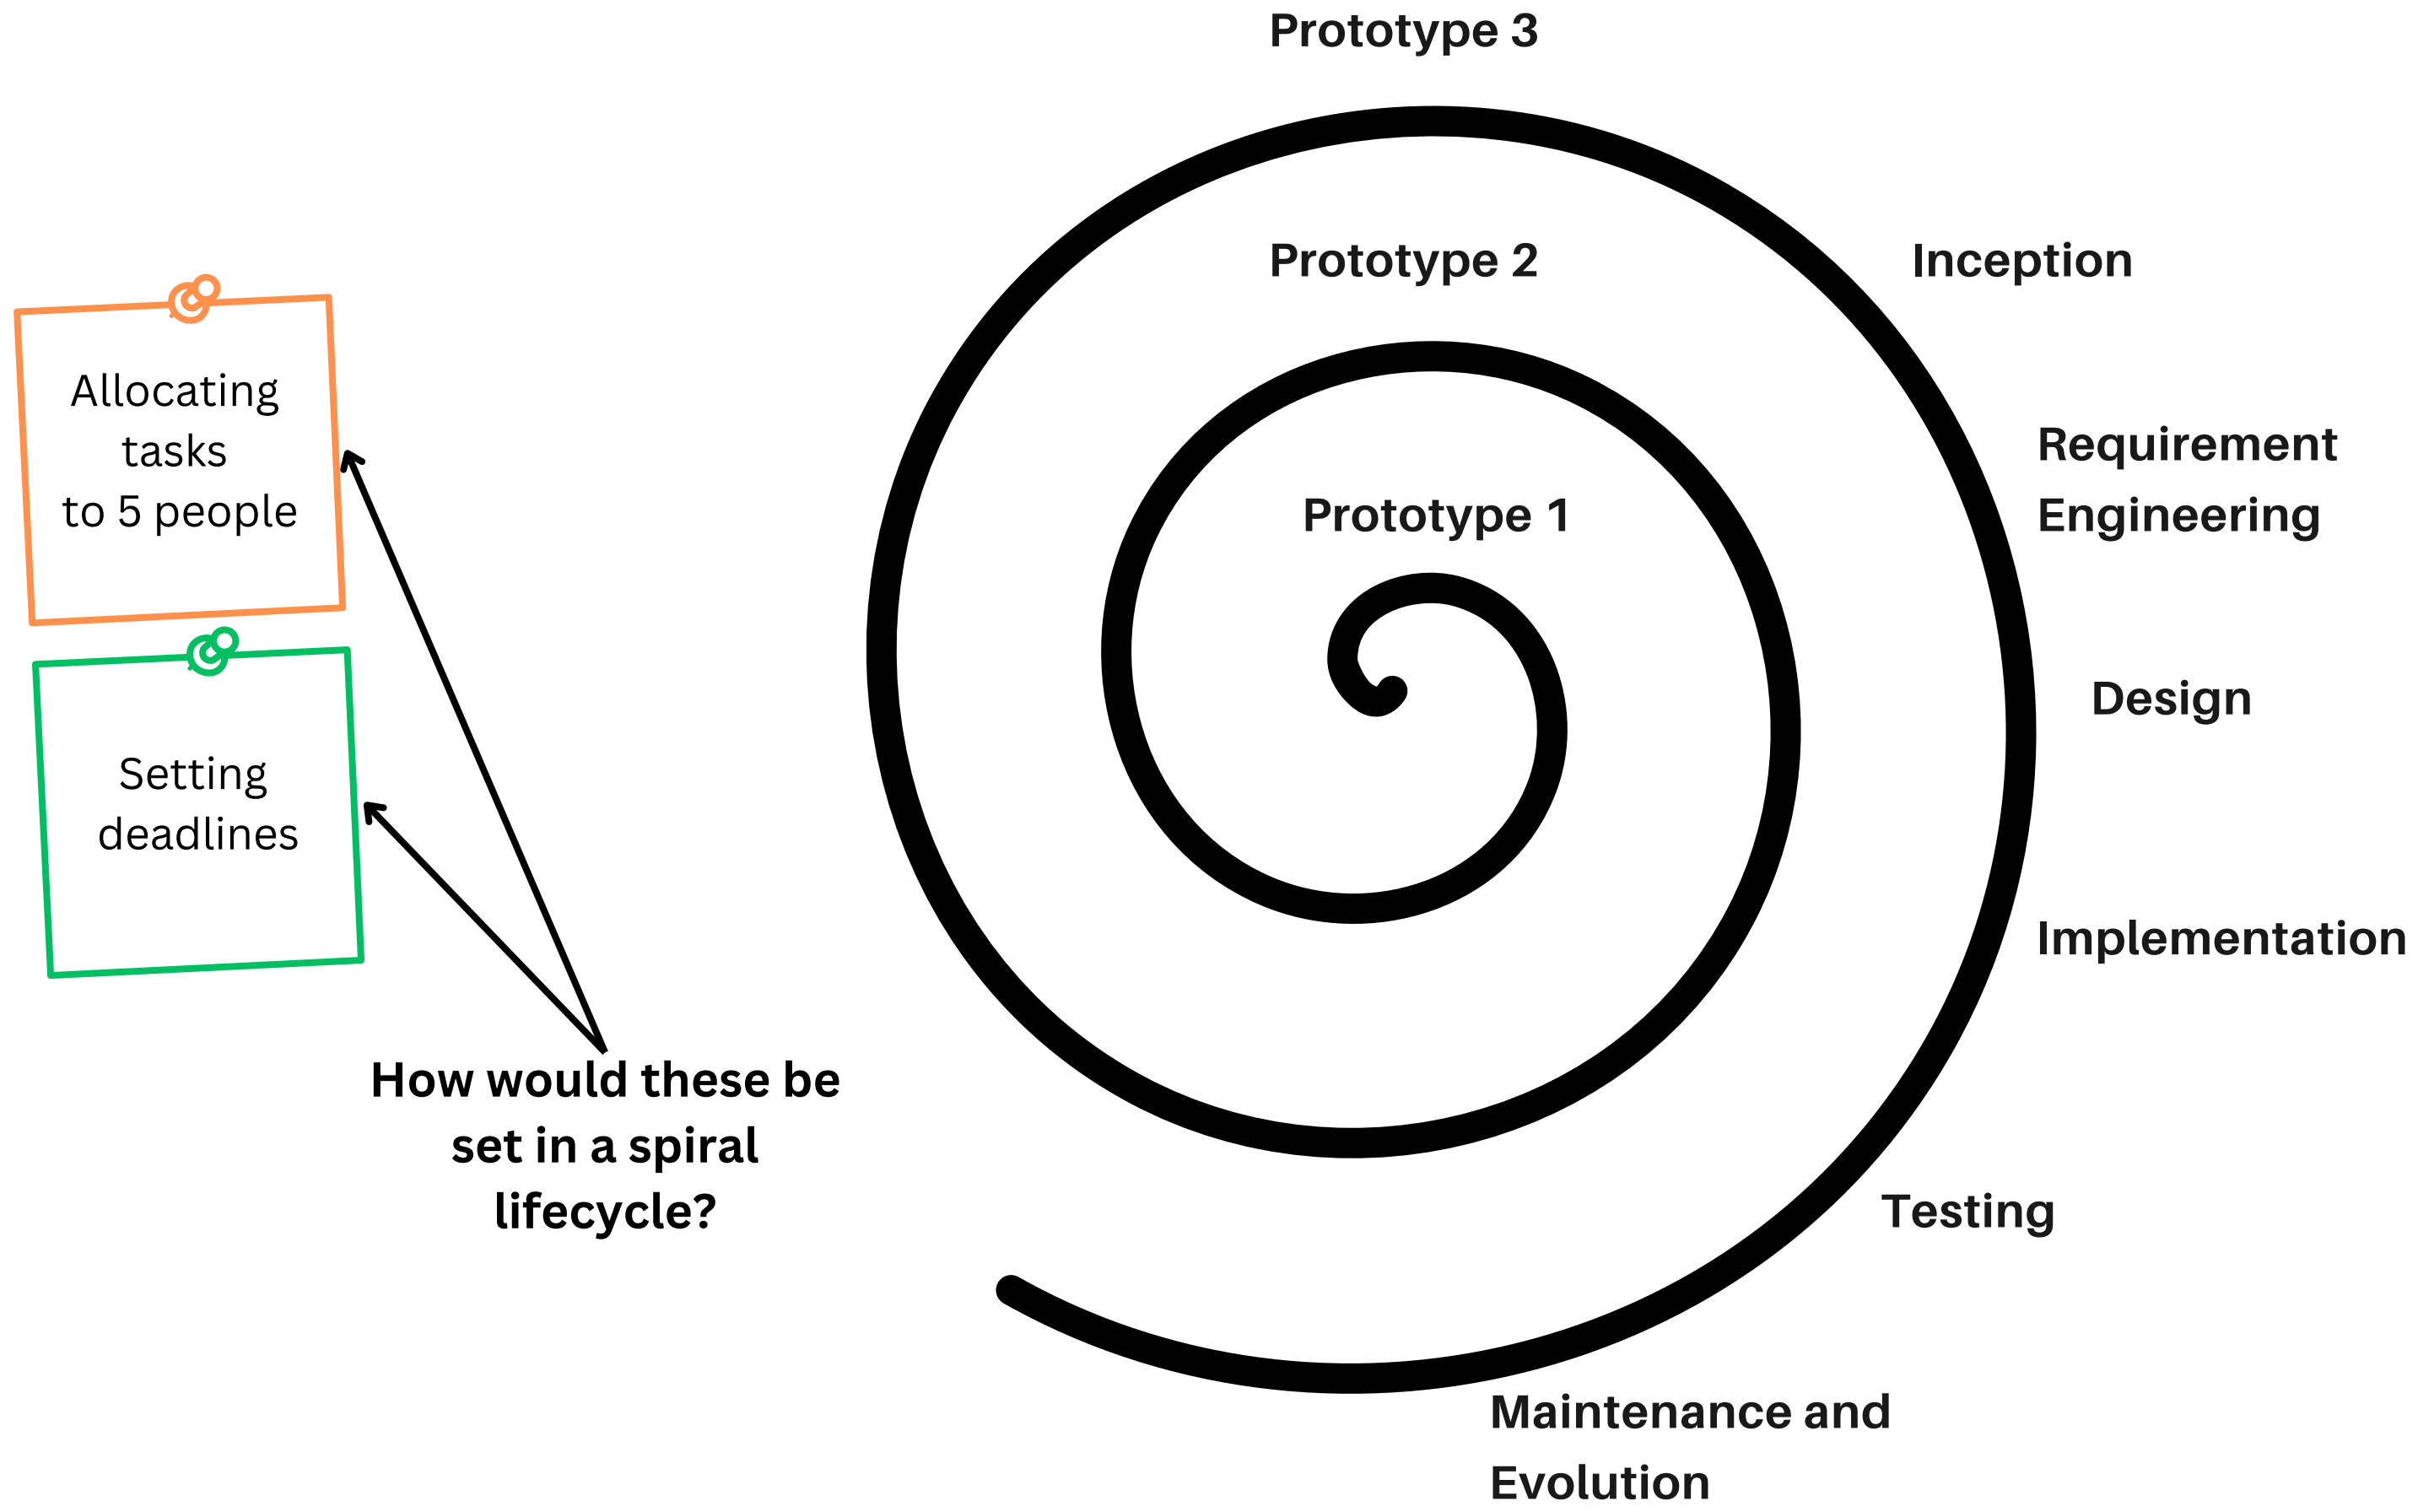 Prototype 3
Prototype 2
Prototype 1
Inception
Requirement
Engineering
Design
Implementation
Testing
Maintenance and
Evolution
Allocating
tasks
to 5 people
Setting
deadlines
How would these be
set in a spiral
lifecycle?